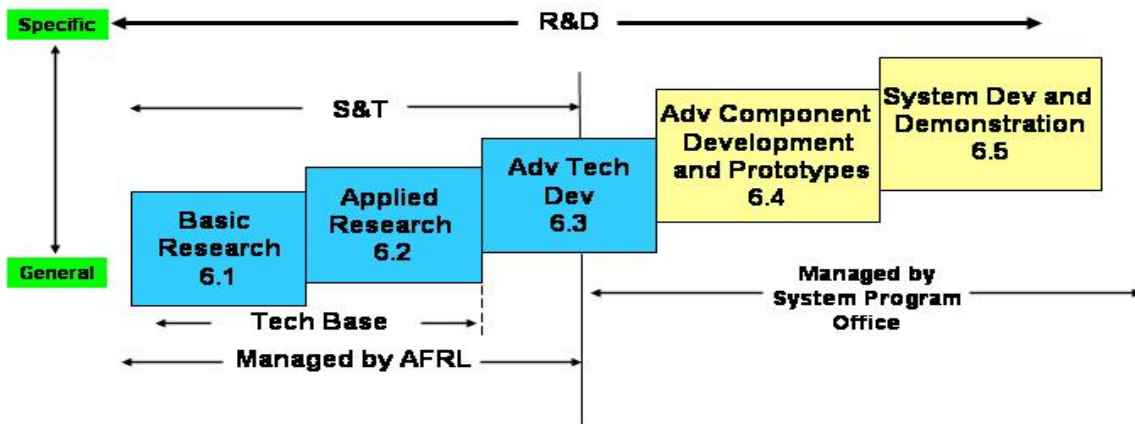 Specific
R&D
S&T
General
Basic
Research
6.1
Applied
Research
6.2
Adv Tech
Dev
6.3
Adv Component
Development
and Prototypes
6.4
System Dev and
Demonstration
6.5
Tech Base
Managed by AFRL
Managed by
System Program
Office